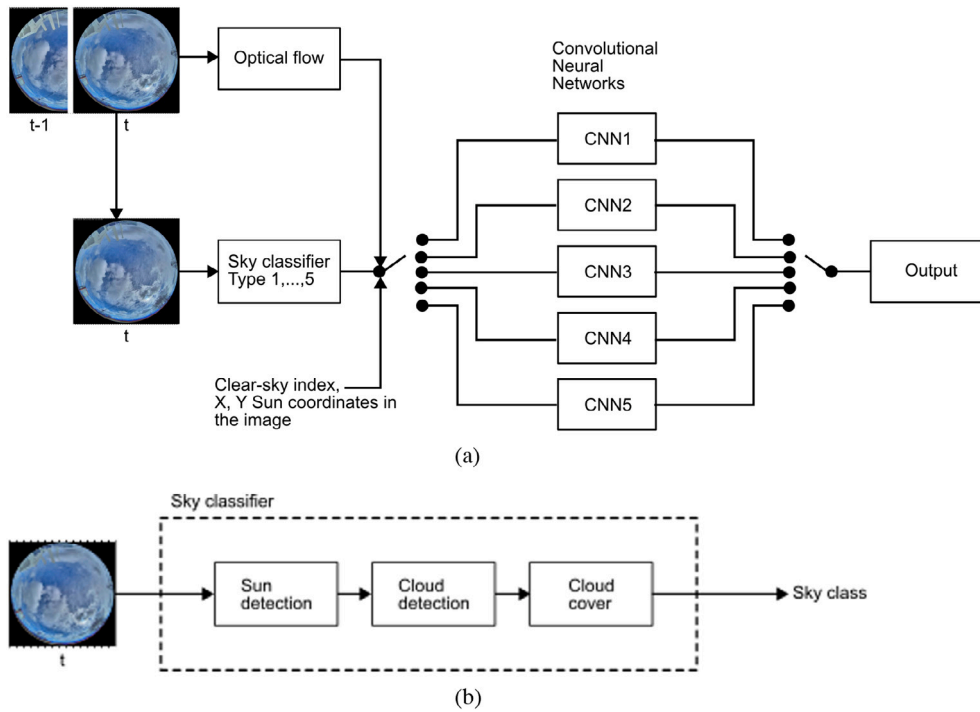 t-1
t
Optical flow
Convolutional
Neural
Networks
CNN1
CNN2
CNN3
CNN4
CNN5
t
Sky classifier
Type 1,...,5
Output
Clear-sky index,
X, Y Sun coordinates in
the image
(a)
Sky classifier
t
Sun
detection
Cloud
detection
Cloud
cover
Sky class
(b)